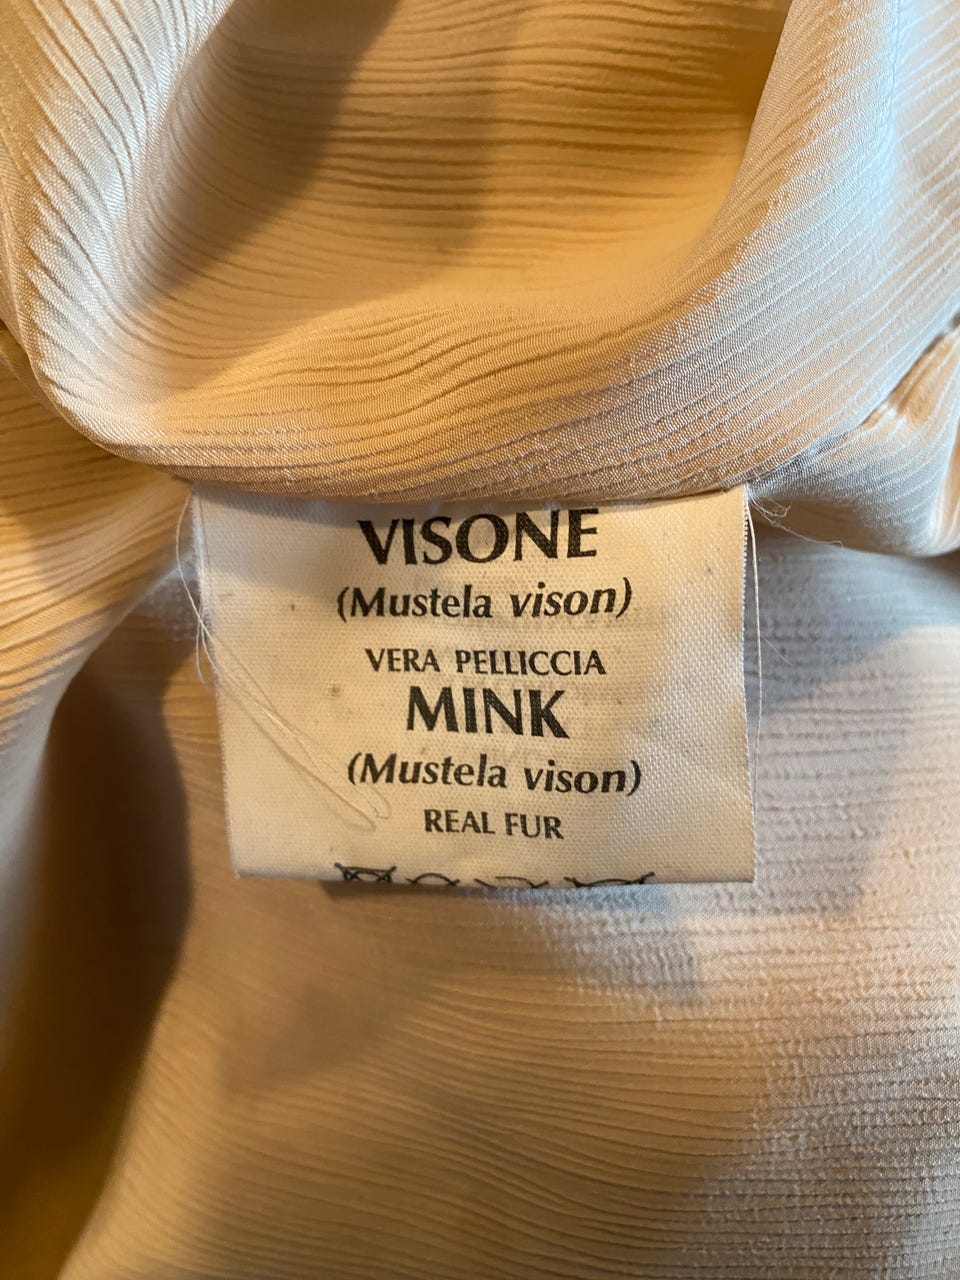 VISONE
(Mustela vison)
VERA PELLICCIA
MINK
(Mustela vison)
REAL FUR